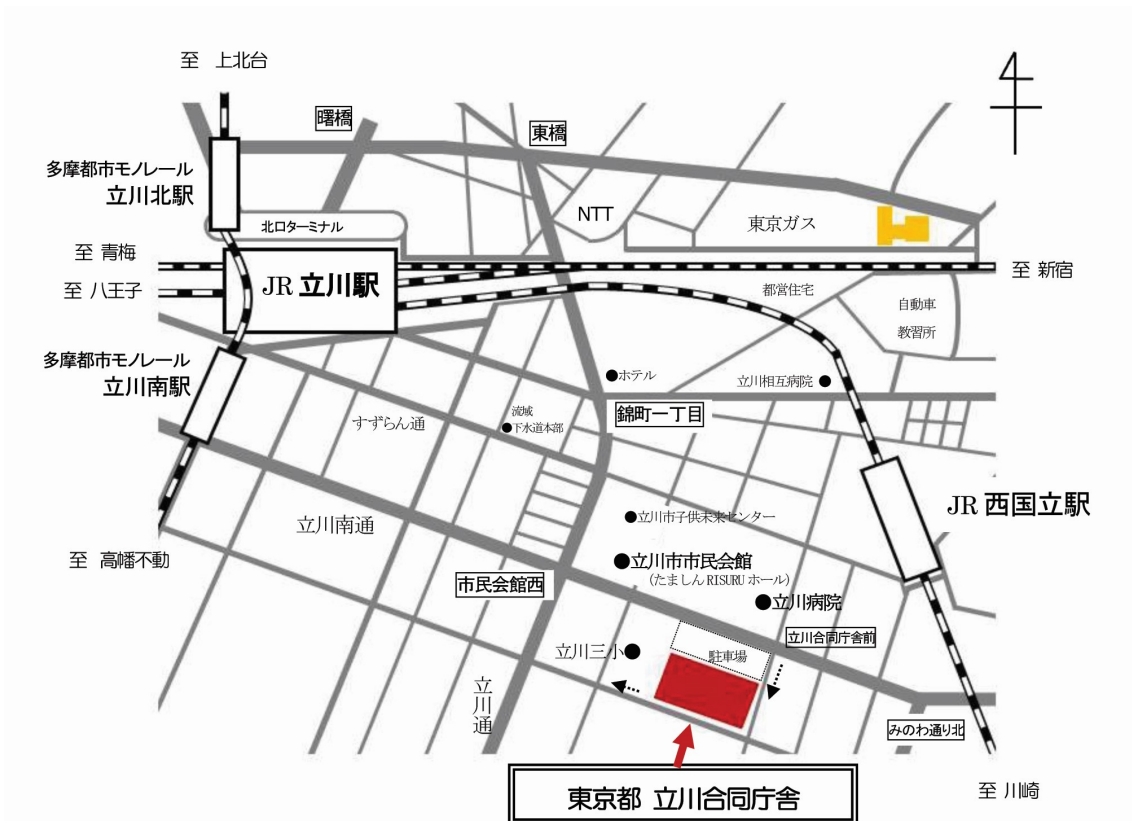 至 上北台
曙橋
東橋
多摩都市モノレール
立川北駅
NTT
東京ガス
北口ターミナル
至 青梅
至 八王子
JR 立川駅
至 新宿
都営住宅
自動車
教習所
多摩都市モノレール
立川南駅
ホテル
立川相互病院
錦町一丁目
流域
下水道本部
すずらん通
JR 西国立駅
立川南通
立川市子供未来センター
至 高幡不動
立川市市民会館
(たましんRISURUホール)
市民会館西
立川病院
立川合同庁舎前
立川三小
駐車場
立川通
みのわ通り北
至 川崎
東京都 立川合同庁舎